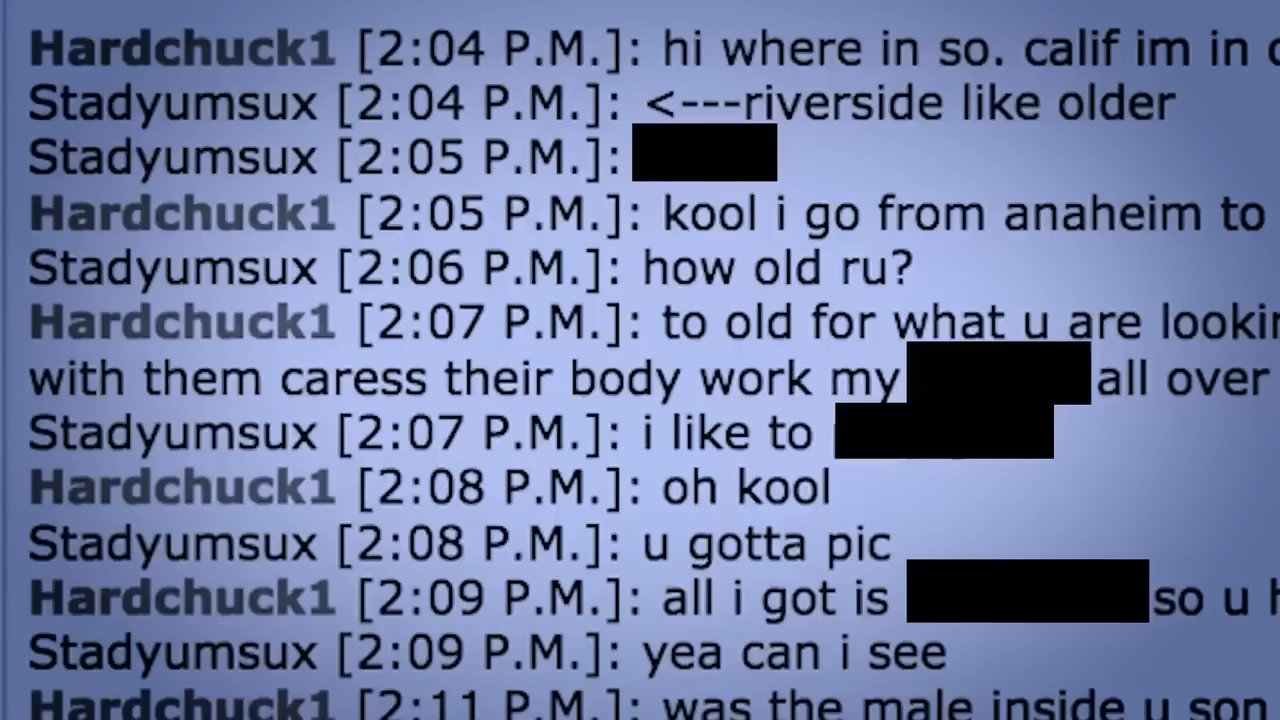 Hardchuck1 [2:04 P.M.]: hi where in so. calif im in
Stadyumsux [2:04 P.M.]: <---riverside like older
Stadyumsux [2:05 P.M.]:
Hardchuck1 [2:05 P.M.]: kool i go from anaheim to
Stadyumsux [2:06 P.M.]: how old ru?
Hardchuck1 [2:07 P.M.]: to old for what u are
with them caress their body work my all over
Stadyumsux [2:07 P.M.]: i like to
Hardchuck1 [2:08 P.M.]: oh kool
Stadyumsux [2:08 P.M.]: u gotta pic
Hardchuck1 [2:09 P.M.]: all i got is so u
Stadyumsux [2:09 P.M.]: yea can i see
Hardchuck1 [2:11 P.M.]: was the male inside u son